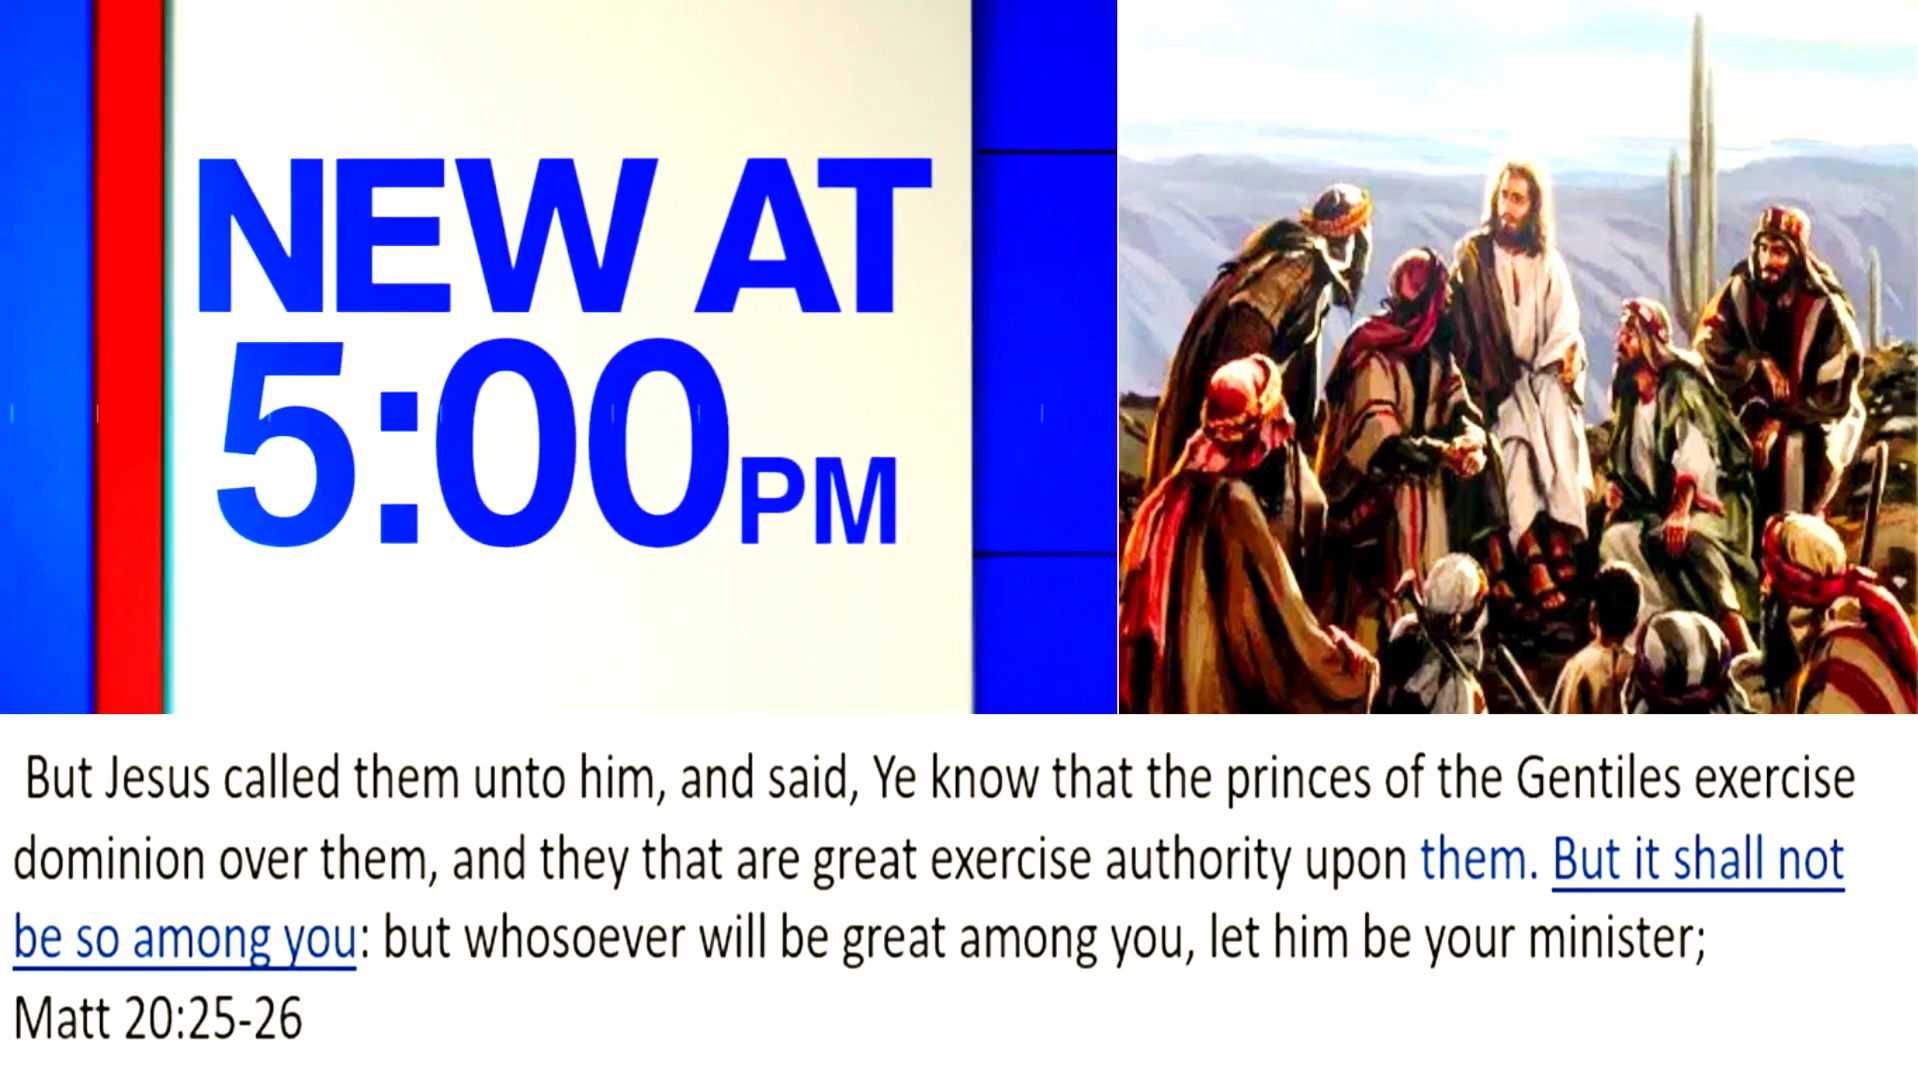 NEW AT
5:00 PM
But Jesus called them unto him, and said, Ye know that the princes of the Gentiles exercise
dominion over them, and they that are great exercise authority upon them. But it shall not
be so among you: but whosoever will be great among you, let him be your minister;
Matt 20:25-26